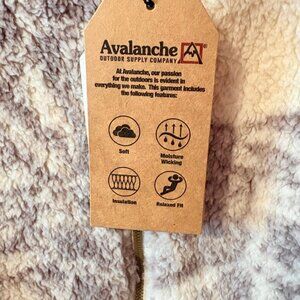 Avalanche
OUTDOOR SUPPLY COMPANY
At Avalanche, our passion
for the outdoors is evident in
everything we make. This garment includes
the following features:
Soft
Moisture
Wicking
Insulation
Relaxed Fit